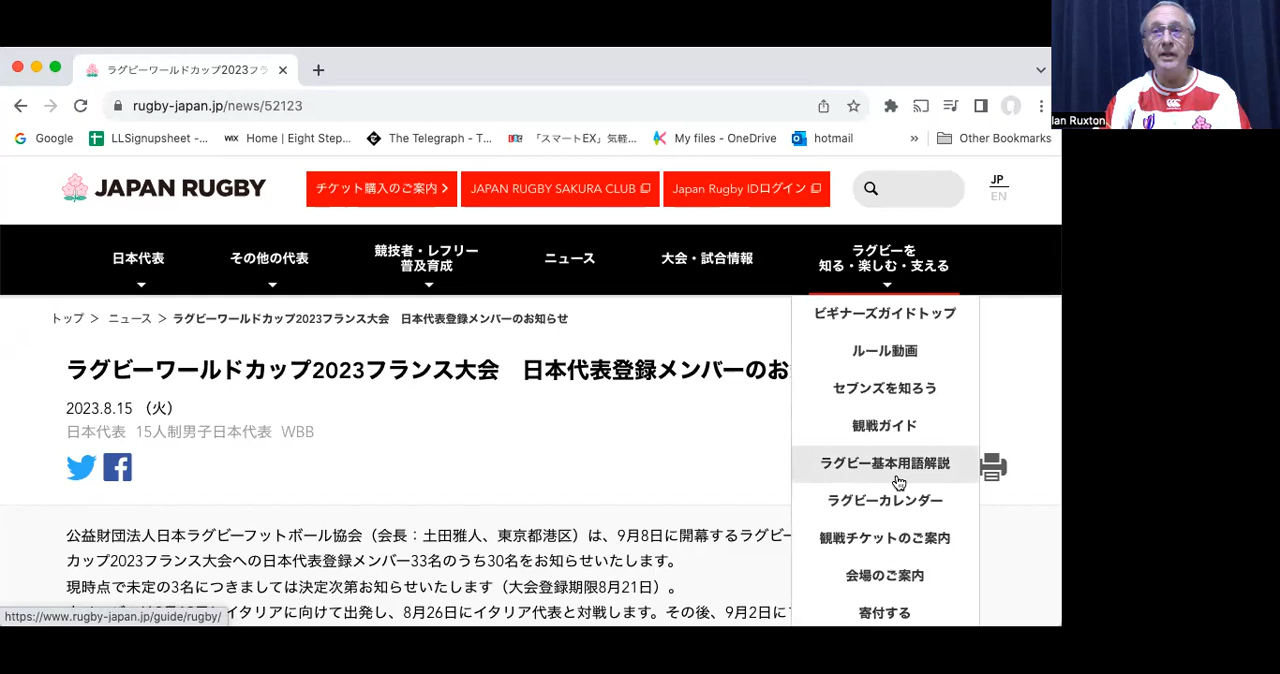 ラグビーワールドカップ2023フラ
rugby-japan.jp/news/52123
Google
LLSignupsheet -...
Home | Eight Step...
The Telegraph - T...
「スマートEX」気軽...
My files - OneDrive
hotmail
»
Other Bookmarks
Ian Ruxton
JAPAN RUGBY
チケット購入のご案内
JAPAN RUGBY SAKURA CLUB
Japan Rugby IDログイン
JP
EN
日本代表
その他の代表
競技者・レフリー
普及育成
ニュース
大会・試合情報
ラグビーを
知る・楽しむ・支える
トップ > ニュース > ラグビーワールドカップ2023フランス大会　日本代表登録メンバーのお知らせ
ラグビーワールドカップ2023フランス大会　日本代表登録メンバーのお
2023.8.15 （火）
日本代表 15人制男子日本代表 WBB
ビギナーズガイドトップ
ルール動画
セブンズを知ろう
観戦ガイド
ラグビー基本用語解説
ラグビーカレンダー
観戦チケットのご案内
会場のご案内
寄付する
公益財団法人日本ラグビーフットボール協会（会長：土田雅人、東京都港区）は、9月8日に開幕するラグビー
カップ2023フランス大会への日本代表登録メンバー33名のうち30名をお知らせいたします。
現時点で未定の3名につきましては決定次第お知らせいたします（大会登録期限8月21日）。
イタリアに向けて出発し、8月26日にイタリア代表と対戦します。その後、9月2日に
https://www.rugby-japan.jp/guide/rugby/